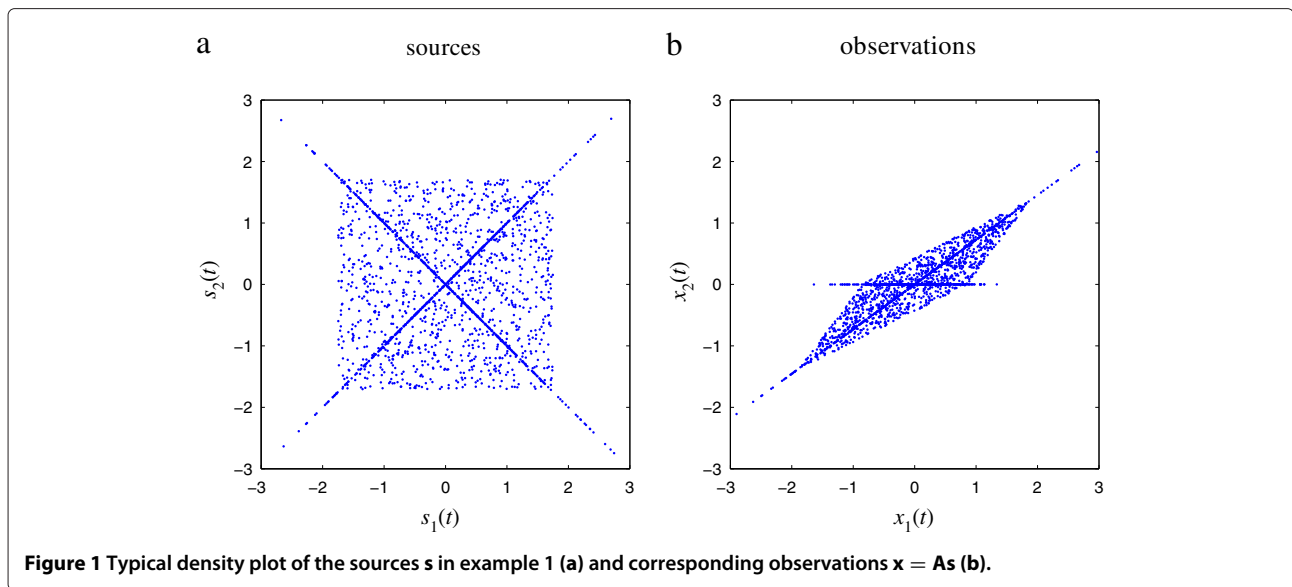 a sources
b observations
3
2
1
0
−1
−2
−3
s2(t)
−3 −2 −1 0 1 2 3
s1(t)
3
2
1
0
−1
−2
−3
x2(t)
−3 −2 −1 0 1 2 3
x1(t)
Figure 1 Typical density plot of the sources s in example 1 (a) and corresponding observations x = As (b).